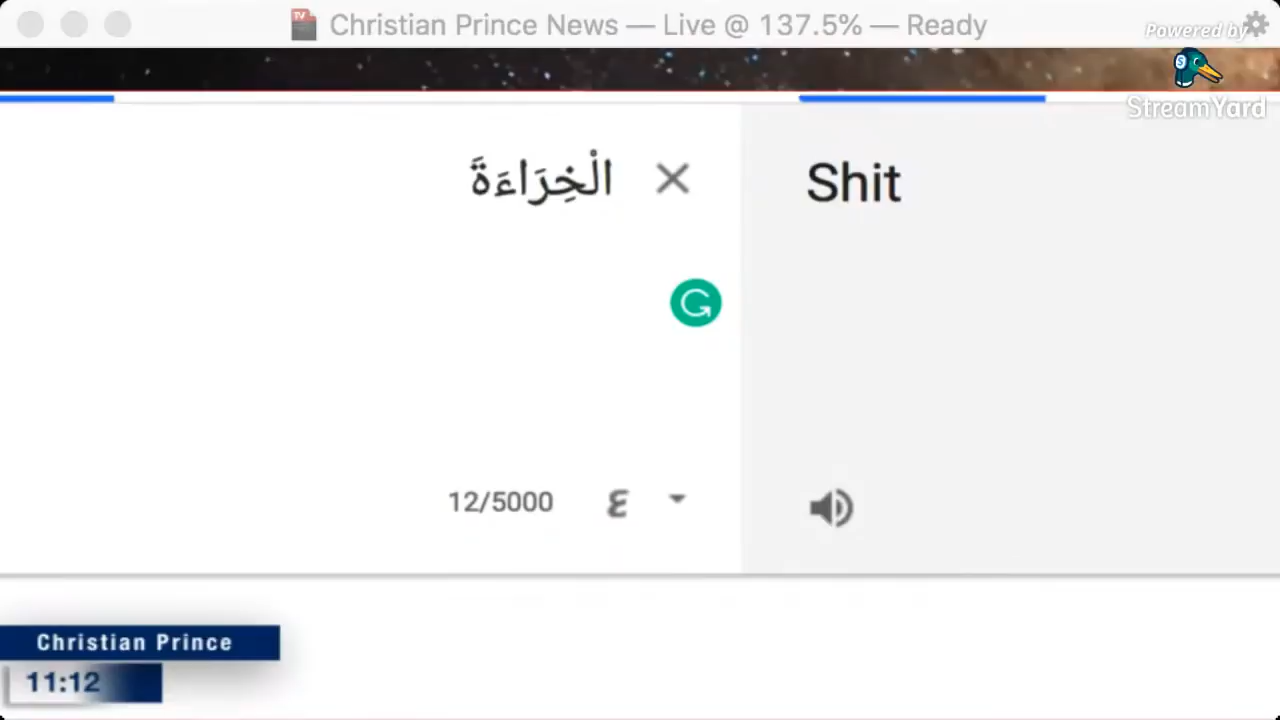 Christian Prince News — Live @ 137.5% — Ready
Powered by
StreamYard
الْخِرَاءَةَ
Shit
12/5000
ع
Christian Prince
11:12